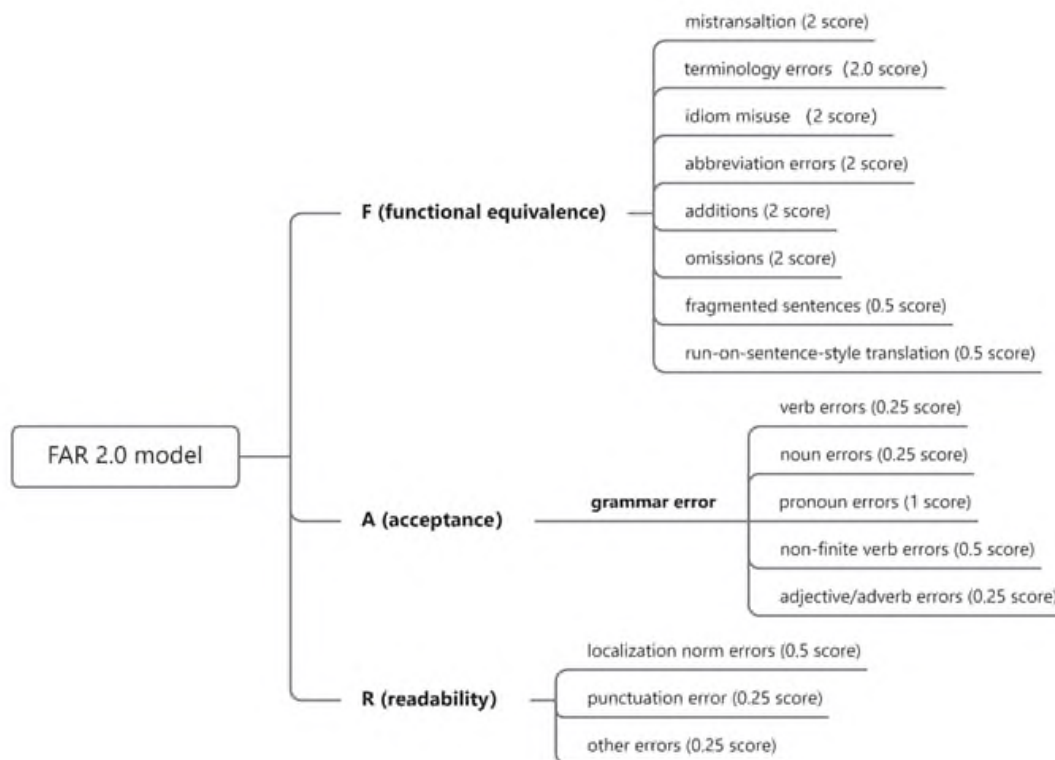 FAR 2.0 model
F (functional equivalence)
mistransaltion (2 score)
terminology errors (2.0 score)
idiom misuse (2 score)
abbreviation errors (2 score)
additions (2 score)
omissions (2 score)
fragmented sentences (0.5 score)
run-on-sentence-style translation (0.5 score)
A (acceptance)
grammar error
verb errors (0.25 score)
noun errors (0.25 score)
pronoun errors (1 score)
non-finite verb errors (0.5 score)
adjective/adverb errors (0.25 score)
R (readability)
localization norm errors (0.5 score)
punctuation error (0.25 score)
other errors (0.25 score)